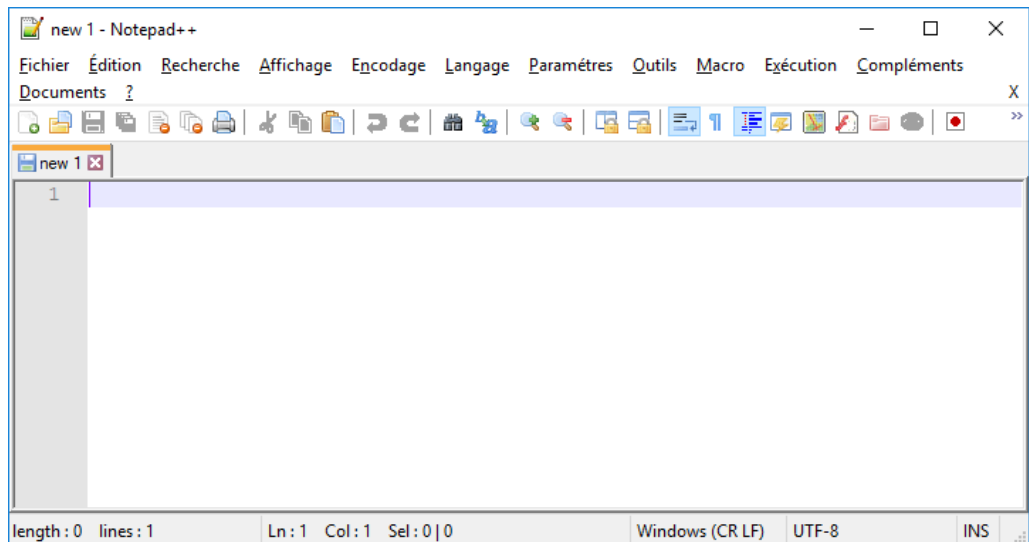 new 1 - Notepad++
Fichier Édition Recherche Affichage Encodage Langage Paramétres Outils Macro Exécution Compléments
Documents ? X
new 1
1
length : 0 lines : 1 Ln : 1 Col : 1 Sel : 0 | 0 Windows (CR LF) UTF-8 INS